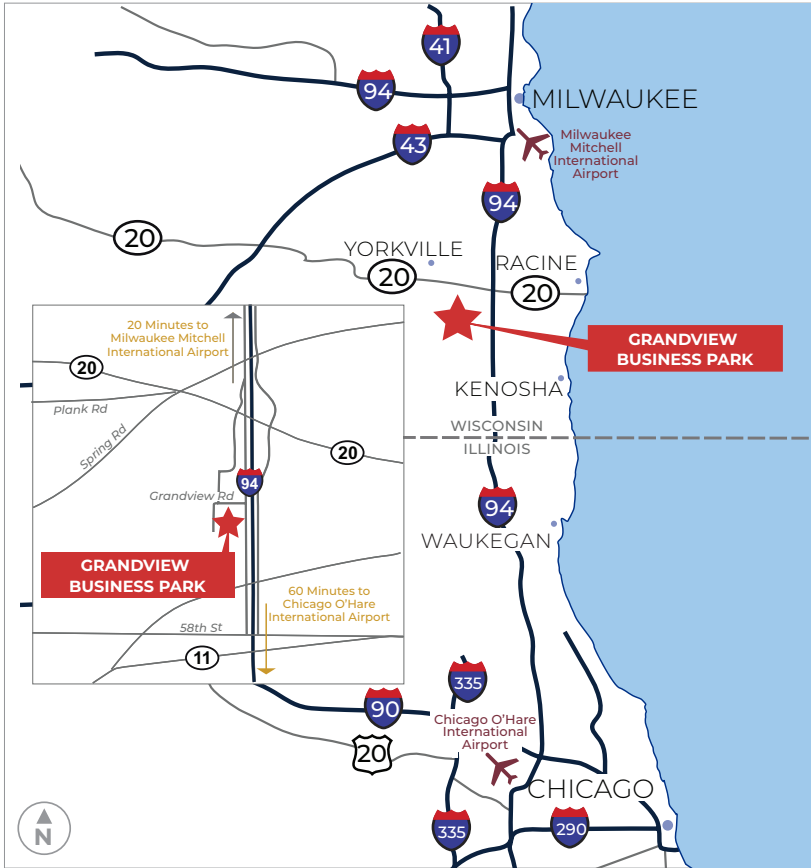 41
94
MILWAUKEE
43
Milwaukee
Mitchell
International
Airport
94
20
YORKVILLE
20
RACINE
20
GRANDVIEW
BUSINESS PARK
KENOSHA
WISCONSIN
ILLINOIS
94
WAUKEGAN
20 Minutes to
Milwaukee Mitchell
International Airport
20
Plank Rd
Spring Rd
20
94
Grandview Rd
GRANDVIEW
BUSINESS PARK
60 Minutes to
Chicago O'Hare
International Airport
58th St
11
335
90
Chicago O'Hare
International
Airport
20
CHICAGO
335
290
N